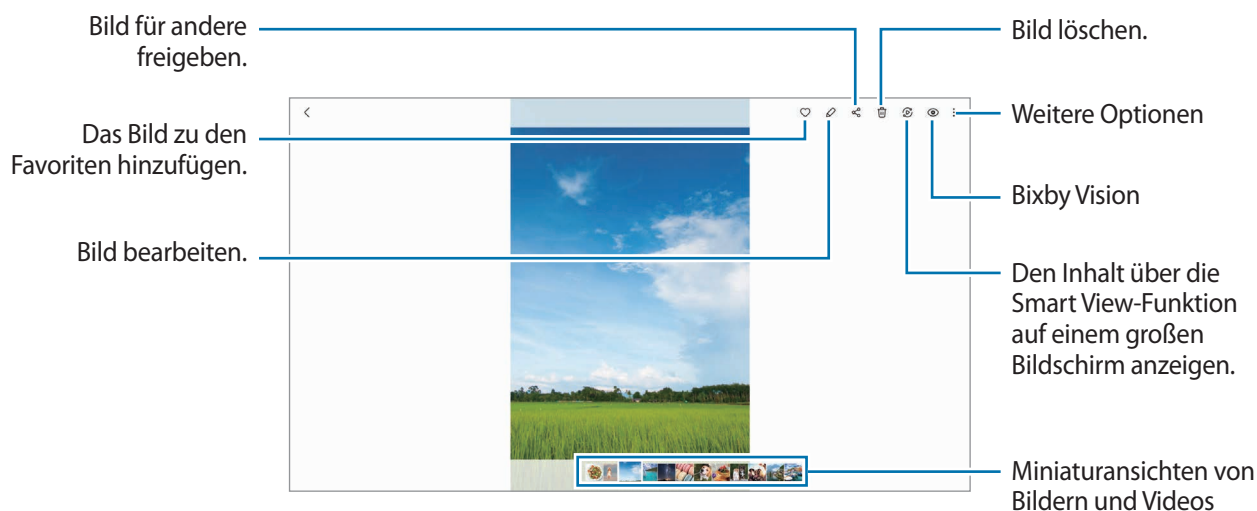 Bild für andere
freigeben.
Das Bild zu den
Favoriten hinzufügen.
Bild bearbeiten.
Bild löschen.
Weitere Optionen
Bixby Vision
Den Inhalt über die
Smart View-Funktion
auf einem großen
Bildschirm anzeigen.
Miniaturansichten von
Bildern und Videos